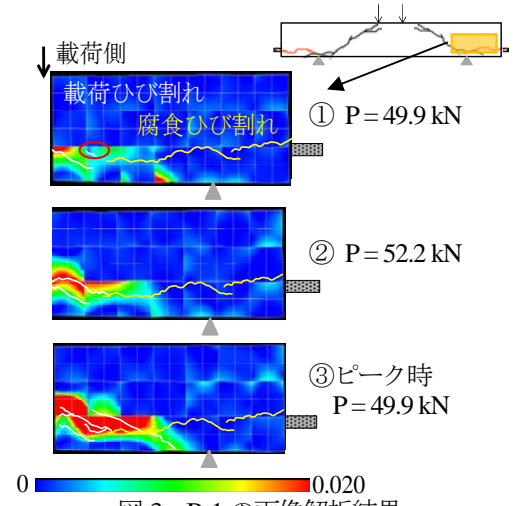 載荷側
載荷ひび割れ
腐食ひび割れ
① P = 49.9 kN
② P = 52.2 kN
③ピーク時
P = 49.9 kN
0 0.020